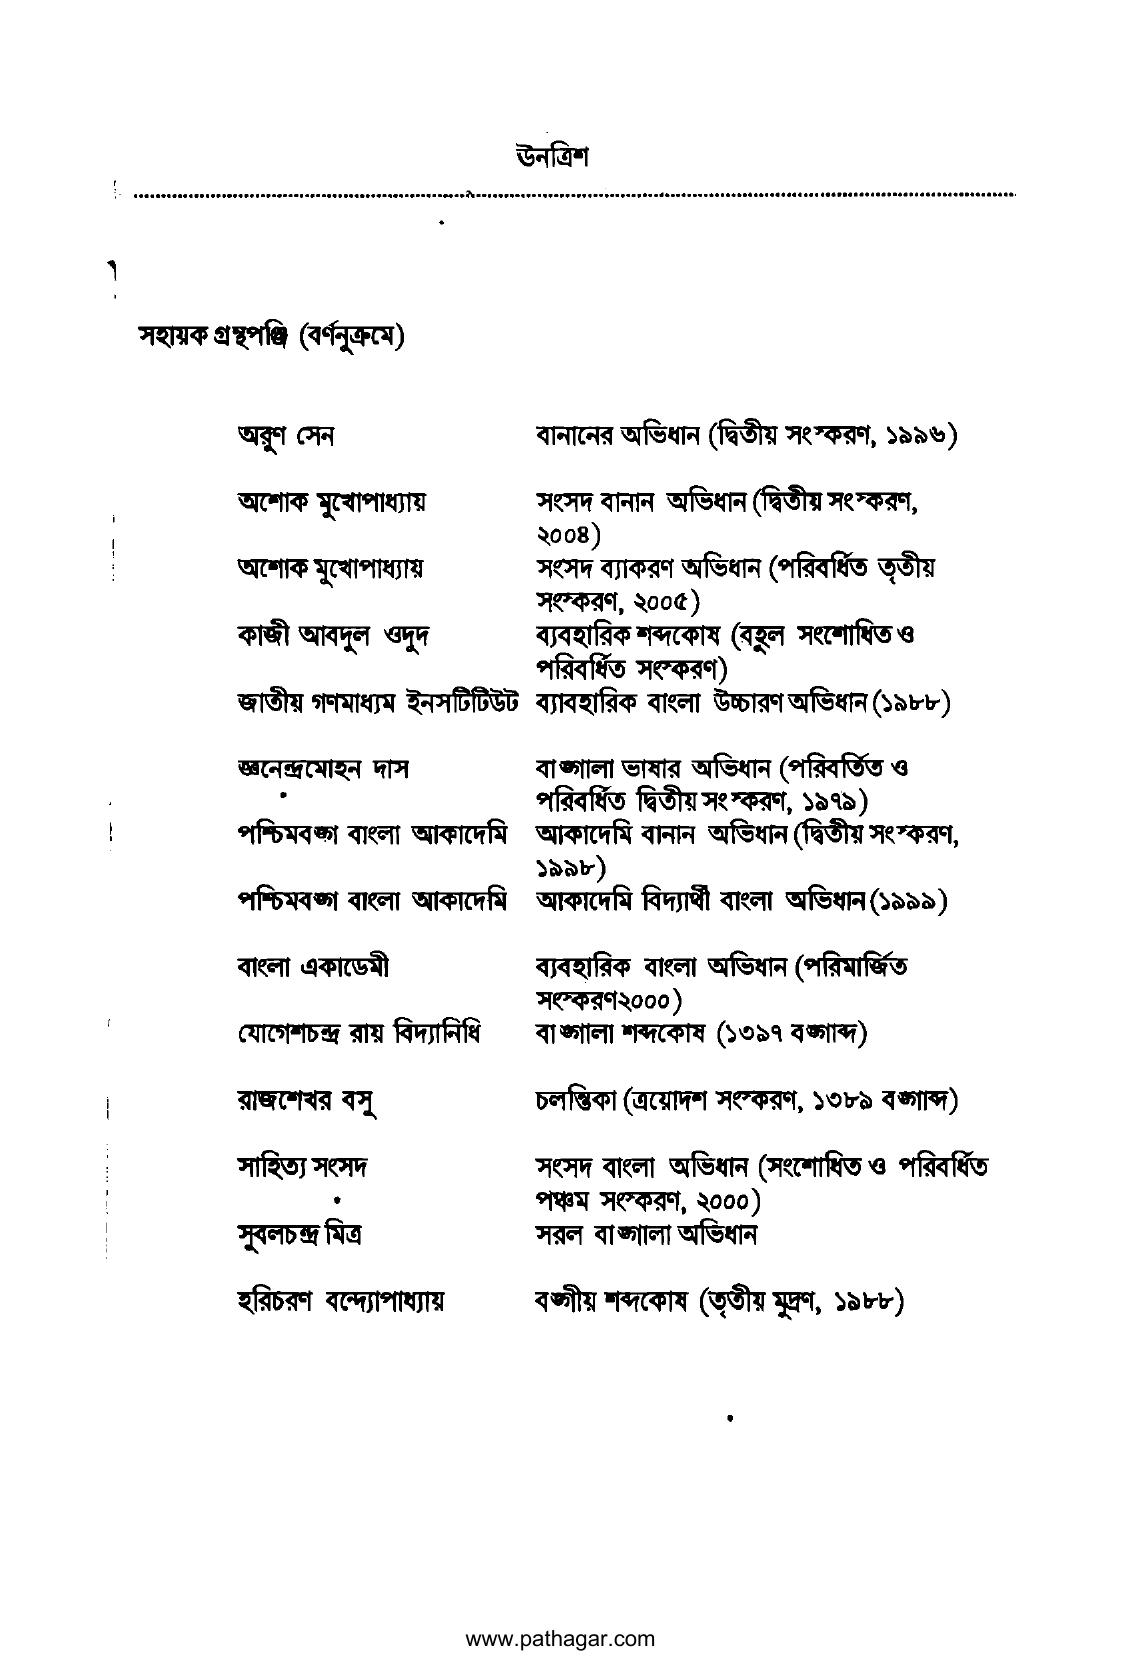 ঊনত্রিশ
সহায়ক গ্রন্থপঞ্জি (বর্ণনুক্রমে)
অরুণ সেন বানানের অভিধান (দ্বিতীয় সংস্করণ, ১৯৯৬)
অশোক মুখোপাধ্যায় সংসদ বানান অভিধান (দ্বিতীয় সংস্করণ,
২০০৪)
অশোক মুখোপাধ্যায় সংসদ ব্যাকরণ অভিধান (পরিবর্ধিত তৃতীয়
সংস্করণ, ২০০৫)
কাজী আবদুল ওদুদ ব্যবহারিক শব্দকোষ (বহুল সংশোধিত ও
পরিবর্ধিত সংস্করণ)
জাতীয় গণমাধ্যম ইনসটিটিউট ব্যাবহারিক বাংলা উচ্চারণ অভিধান (১৯৮৮)
জ্ঞনেন্দ্রমোহন দাস বাঙ্গালা ভাষার অভিধান (পরিবর্তিত ও
পরিবর্ধিত দ্বিতীয় সংস্করণ, ১৯৭৯)
পশ্চিমবঙ্গ বাংলা আকাদেমি আকাদেমি বানান অভিধান (দ্বিতীয় সংস্করণ,
১৯৯৮)
পশ্চিমবঙ্গ বাংলা আকাদেমি আকাদেমি বিদ্যার্থী বাংলা অভিধান (১৯৯৯)
বাংলা একাডেমী ব্যবহারিক বাংলা অভিধান (পরিমার্জিত
সংস্করণ২০০০)
যোগেশচন্দ্র রায় বিদ্যানিধি বাঙ্গালা শব্দকোষ (১৩৯৭ বঙ্গাব্দ)
রাজশেখর বসু চলন্তিকা (ত্রয়োদশ সংস্করণ, ১৩৮৯ বঙ্গাব্দ)
সাহিত্য সংসদ সংসদ বাংলা অভিধান (সংশোধিত ও পরিবর্ধিত
পঞ্চম সংস্করণ, ২০০০)
সুবলচন্দ্র মিত্র সরল বাঙ্গালা অভিধান
হরিচরণ বন্দ্যোপাধ্যায় বঙ্গীয় শব্দকোষ (তৃতীয় মুদ্রণ, ১৯৮৮)
www.pathagar.com